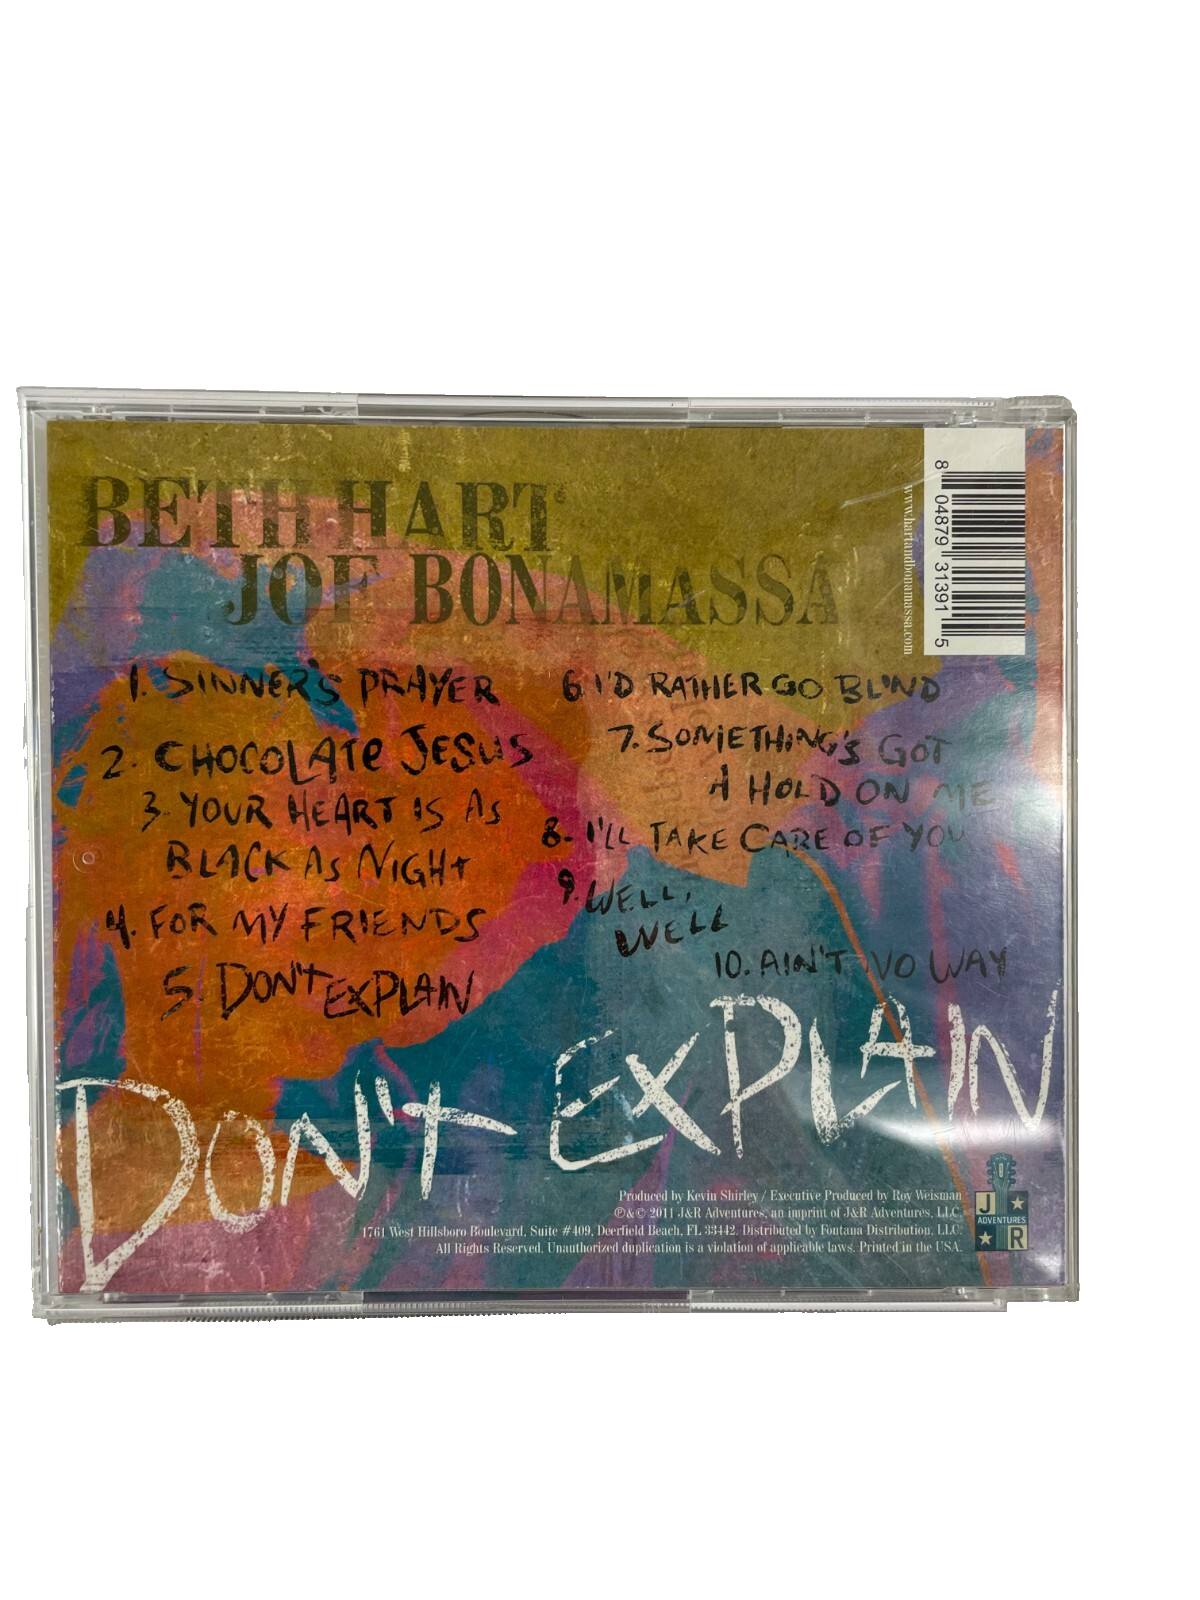 BETH HART
JOE BONAMASSA
1. SINNER'S PRAYER
2. CHOCOLATE JESUS
3. YOUR HEART IS AS
BLACK AS NIGHT
4. FOR MY FRIENDS
5. DON'T EXPLAIN
6. I'D RATHER GO BLIND
7. SOMETHING'S GOT
A HOLD ON ME
8. I'LL TAKE CARE OF YOU
9. WELL,
WELL
10. AIN'T NO WAY
DON'T EXPLAIN
www.hartandbonamassa.com
8 04879 31391 5
Produced by Kevin Shirley / Executive Produced by Roy Weisman
℗&© 2011 J&R Adventures, an imprint of J&R Adventures, LLC.
1761 West Hillsboro Boulevard, Suite #409, Deerfield Beach, FL 33442. Distributed by Fontana Distribution, LLC.
All Rights Reserved. Unauthorized duplication is a violation of applicable laws. Printed in the USA.
J
ADVENTURES
R